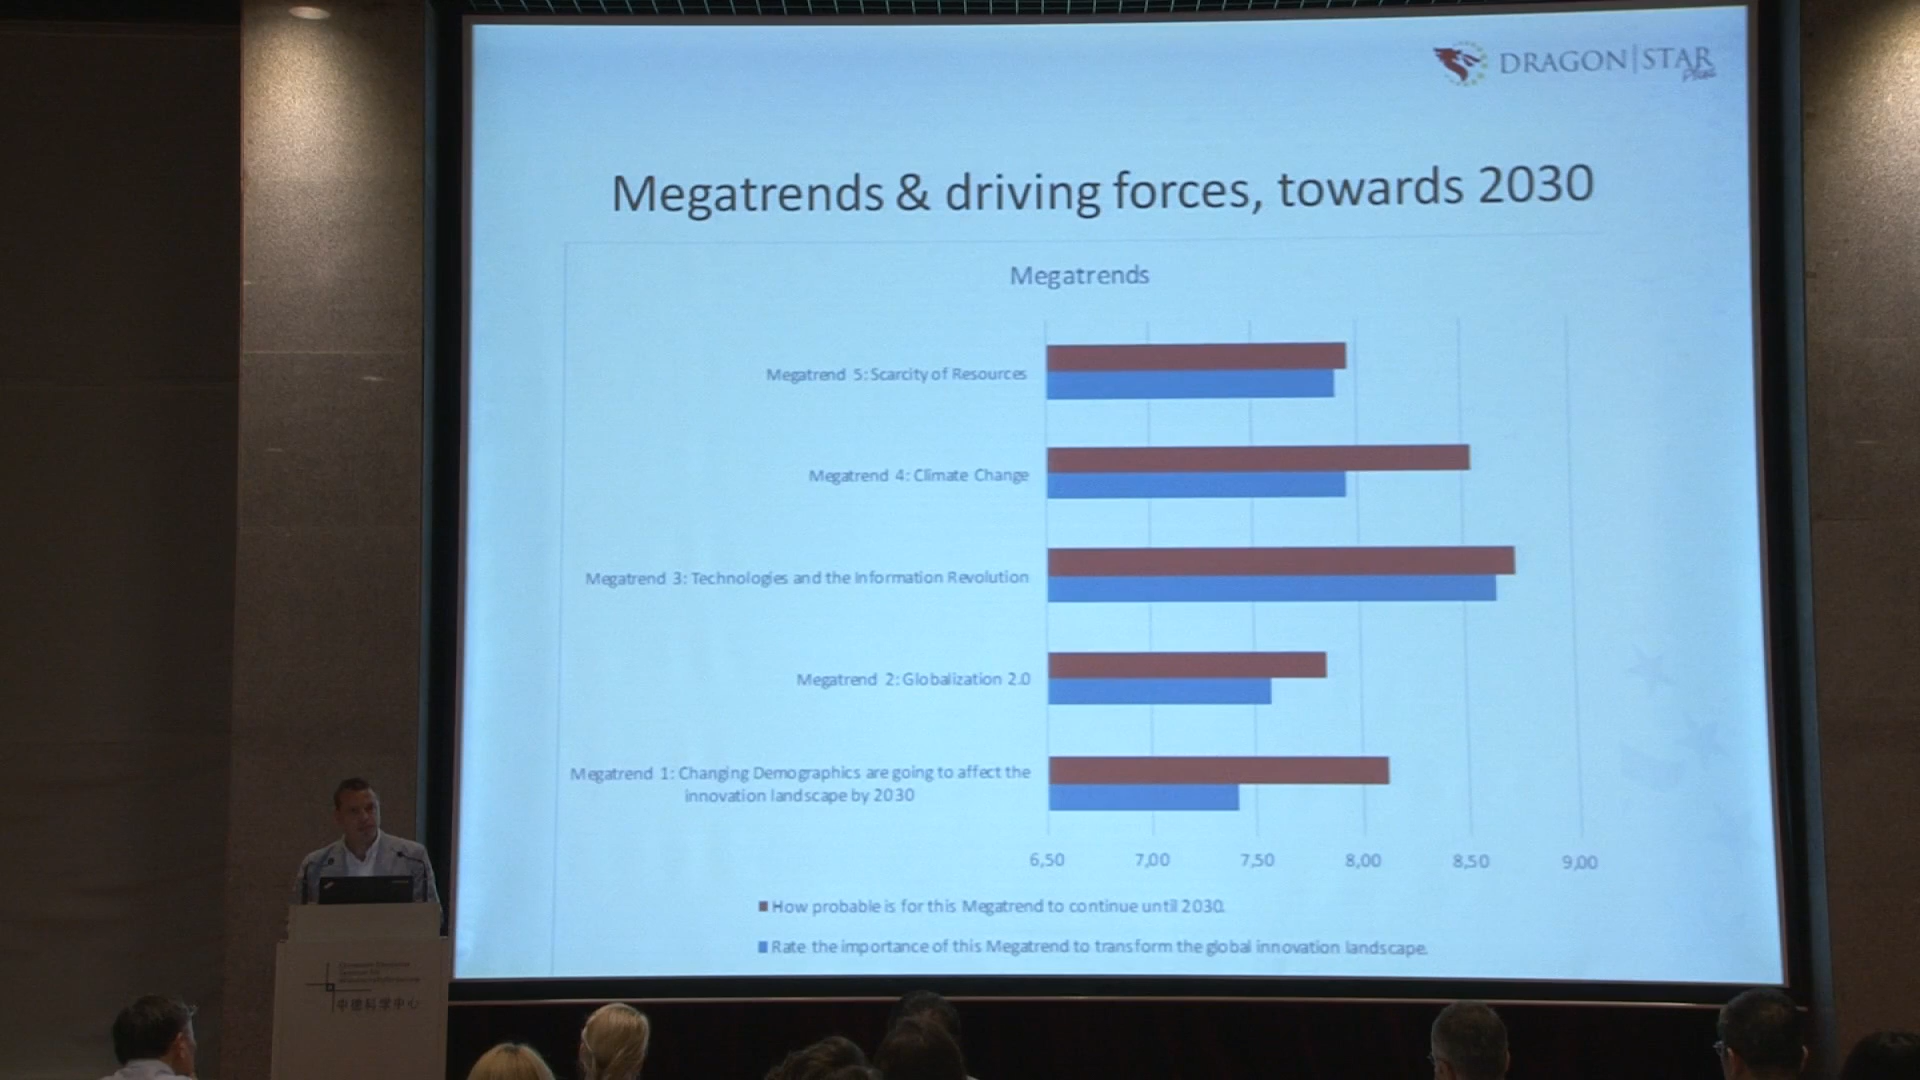 DRAGON|STAR
Plus
Megatrends & driving forces, towards 2030
Megatrends
Megatrend 5: Scarcity of Resources
Megatrend 4: Climate Change
Megatrend 3: Technologies and the Information Revolution
Megatrend 2: Globalization 2.0
Megatrend 1: Changing Demographics are going to affect the
innovation landscape by 2030
6,50 7,00 7,50 8,00 8,50 9,00
How probable is for this Megatrend to continue until 2030.
Rate the importance of this Megatrend to transform the global innovation landscape.
中德科学中心